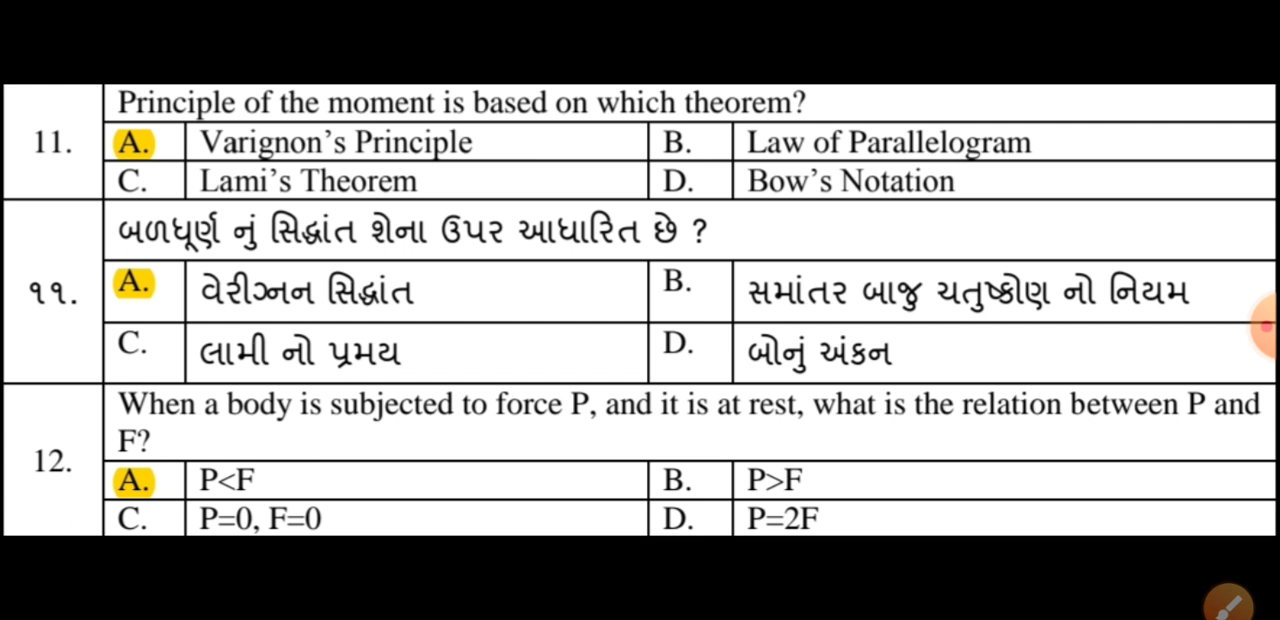 Principle of the moment is based on which theorem?
11. A. Varignon’s Principle B. Law of Parallelogram
C. Lami’s Theorem D. Bow’s Notation
બળધૂર્ણ નું સિદ્ધાંત શેના ઉપર આધારિત છે ?
૧૧. A. વેરીઝ્નન સિદ્ધાંત B. સમાંતર બાજુ ચતુષ્કોણ નો નિયમ
C. લામી નો પ્રમય D. બોનું અંકન
When a body is subjected to force P, and it is at rest, what is the relation between P and
F?
12. A. P<F B. P>F
C. P=0, F=0 D. P=2F